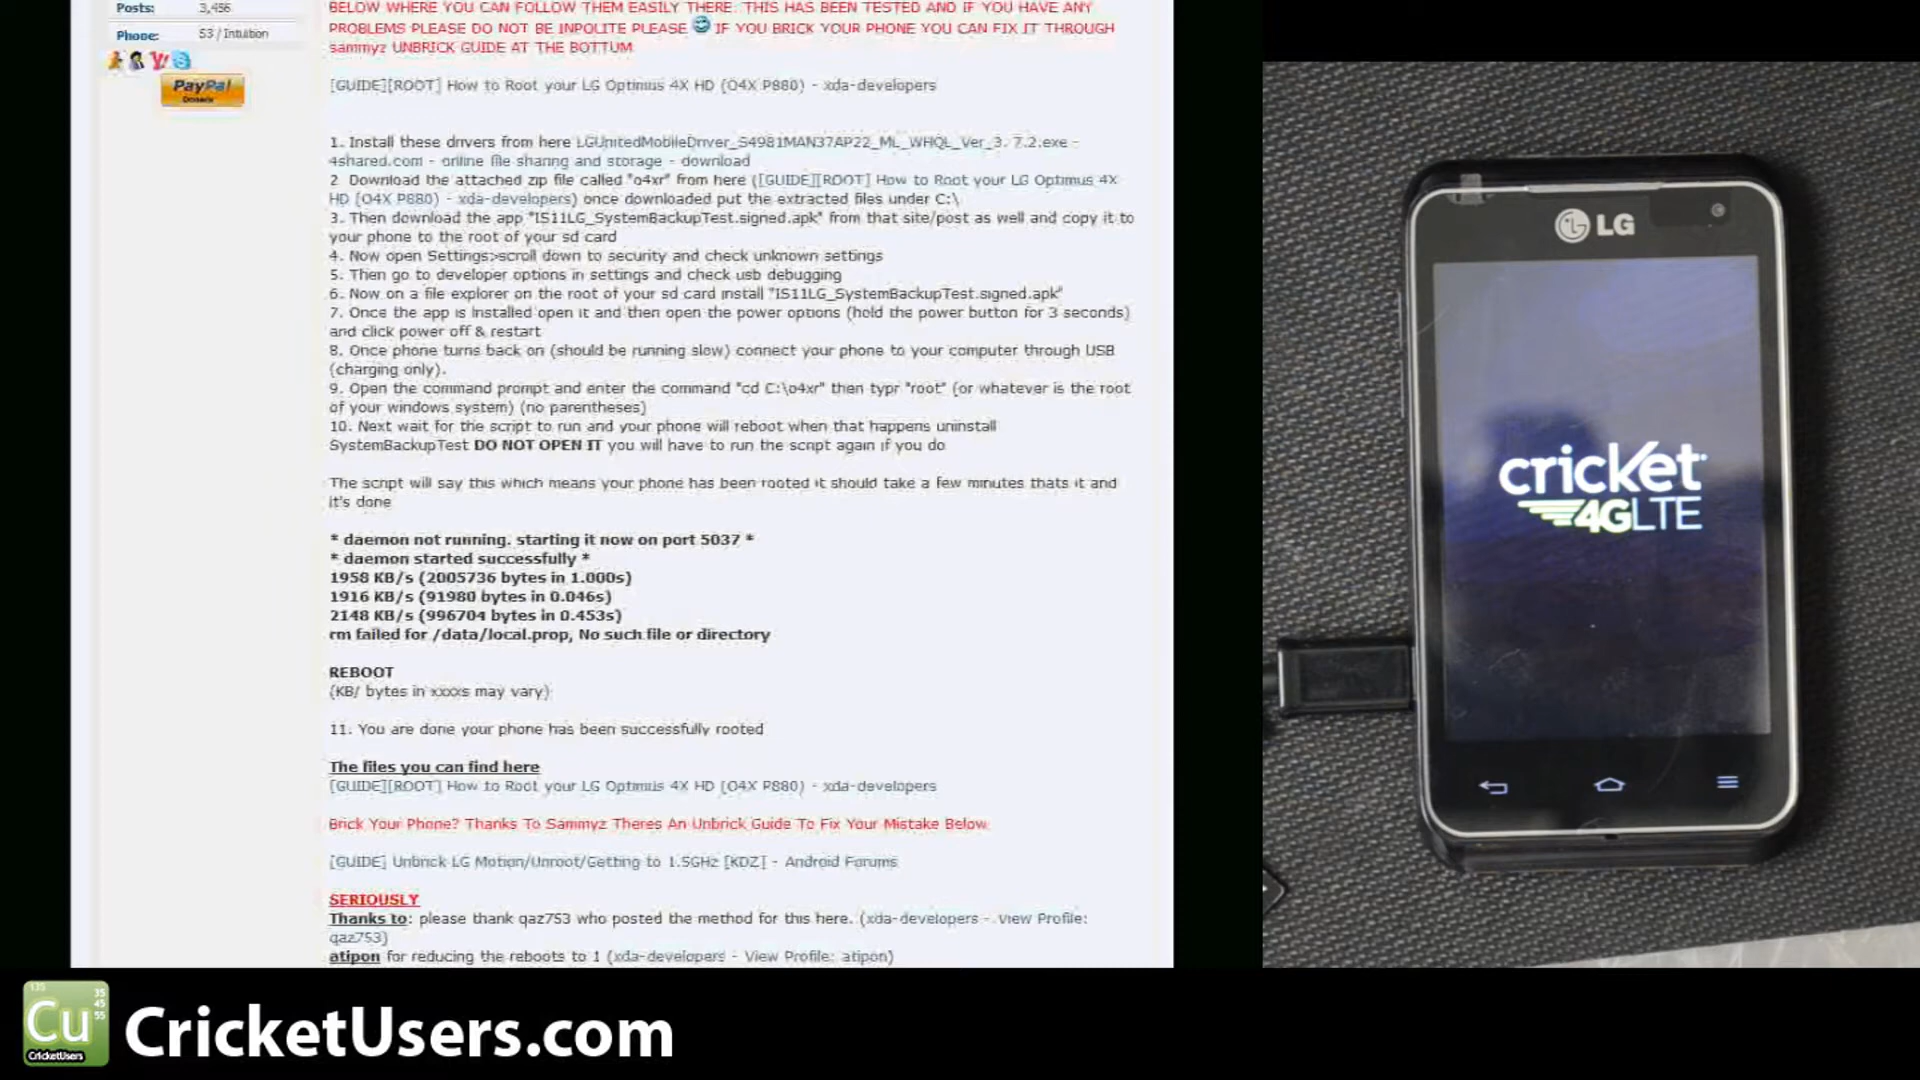 Posts: 3,456
Phone: 53 / Intuition
PayPal
Donate
BELOW WHERE YOU CAN FOLLOW THEM EASILY THERE. THIS HAS BEEN TESTED AND IF YOU HAVE ANY
PROBLEMS PLEASE DO NOT BE INPOLITE PLEASE IF YOU BRICK YOUR PHONE YOU CAN FIX IT THROUGH
sammyz UNBRICK GUIDE AT THE BOTTUM
[GUIDE][ROOT] How to Root your LG Optimus 4X HD (O4X P880) - xda-developers
1. Install these drivers from here LGUnitedMobileDriver_S4981MAN37AP22_ML_WHQL_Ver_3. 7.2.exe -
4shared.com - online file sharing and storage - download
2 Download the attached zip file called "o4xr" from here ([GUIDE][ROOT] How to Root your LG Optimus 4X
HD [O4X P880) - xda-developers) once downloaded put the extracted files under C:\
3. Then download the app "IS11LG_SystemBackupTest.signed.apk" from that site/post as well and copy it to
your phone to the root of your sd card
4. Now open Settings>scroll down to security and check unknown settings
5. Then go to developer options in settings and check usb debugging
6. Now on a file explorer on the root of your sd card install "IS11LG_SystemBackupTest.signed.apk"
7. Once the app is installed open it and then open the power options (hold the power button for 3 seconds)
and click power off & restart
8. Once phone turns back on (should be running slow) connect your phone to your computer through USB
(charging only).
9. Open the command prompt and enter the command "cd C:\o4xr" then typr "root" (or whatever is the root
of your windows system) (no parentheses)
10. Next wait for the script to run and your phone will reboot when that happens uninstall
SystemBackupTest DO NOT OPEN IT you will have to run the script again if you do
The script will say this which means your phone has been rooted it should take a few minutes thats it and
it's done
* daemon not running. starting it now on port 5037 *
* daemon started successfully *
1958 KB/s (2005736 bytes in 1.000s)
1916 KB/s (91980 bytes in 0.046s)
2148 KB/s (996704 bytes in 0.453s)
rm failed for /data/local.prop, No such file or directory
REBOOT
(KB/ bytes in xxxxs may vary)
11. You are done your phone has been successfully rooted
The files you can find here
[GUIDE][ROOT] How to Root your LG Optimus 4X HD [O4X P880) - xda-developers
Brick Your Phone? Thanks To Sammyz Theres An Unbrick Guide To Fix Your Mistake Below
[GUIDE] Unbrick LG Motion/Unroot/Getting to 1.5GHz [KDZ] - Android Forums
SERIOUSLY
Thanks to: please thank qaz753 who posted the method for this here. (xda-developers - View Profile:
qaz753)
atipon for reducing the reboots to 1 (xda-developers - View Profile: atipon)
LG
cricket
4GLTE
135
35
45
55
Cu
CricketUsers
CricketUsers.com